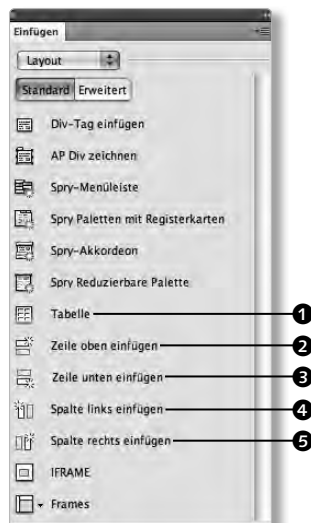 Einfügen
Layout
Standard Erweitert
Div-Tag einfügen
AP Div zeichnen
Spry-Menüleiste
Spry Paletten mit Registerkarten
Spry-Akkordeon
Spry Reduzierbare Palette
Tabelle 1
Zeile oben einfügen 2
Zeile unten einfügen 3
Spalte links einfügen 4
Spalte rechts einfügen 5
IFRAME
Frames